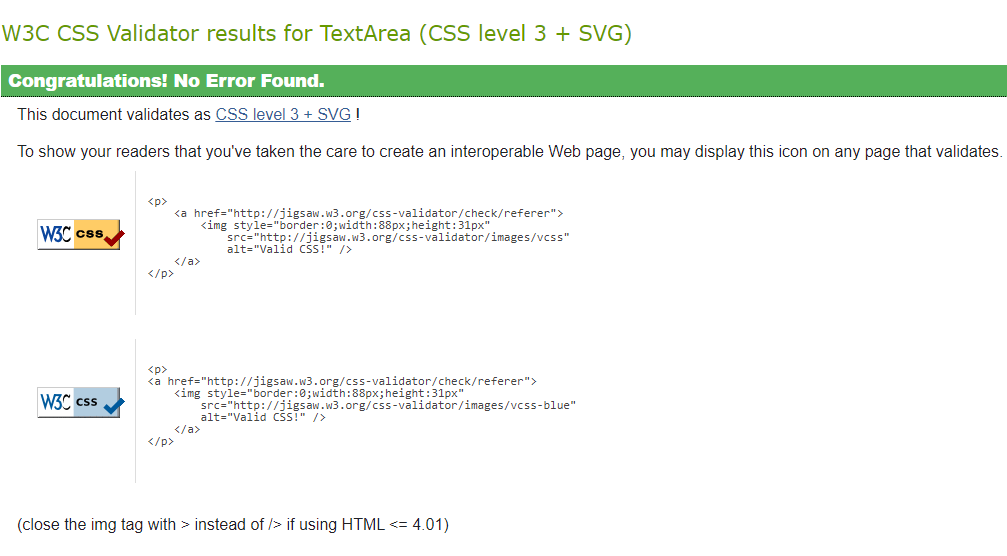 W3C CSS Validator results for TextArea (CSS level 3 + SVG)
Congratulations! No Error Found.
This document validates as CSS level 3 + SVG !
To show your readers that you've taken the care to create an interoperable Web page, you may display this icon on any page that validates.
W3C css
<p>
<a href="http://jigsaw.w3.org/css-validator/check/referer">
<img style="border:0;width:88px;height:31px"
src="http://jigsaw.w3.org/css-validator/images/vcss"
alt="Valid CSS!" />
</a>
</p>
W3C css
<p>
<a href="http://jigsaw.w3.org/css-validator/check/referer">
<img style="border:0;width:88px;height:31px"
src="http://jigsaw.w3.org/css-validator/images/vcss-blue"
alt="Valid CSS!" />
</a>
</p>
(close the img tag with > instead of /> if using HTML <= 4.01)